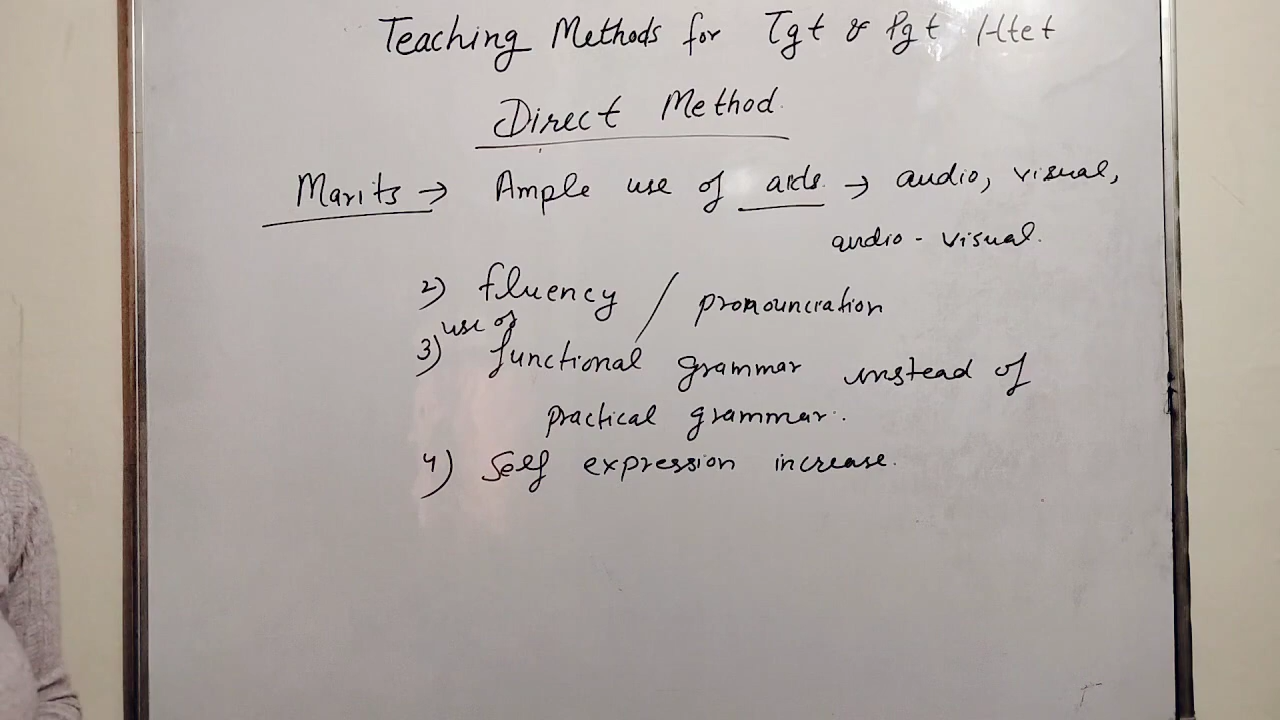 Teaching Methods for Tgt & Pgt Htet
Direct Method
Marits → Ample use of aids → audio, visual,
audio - visual.
2) fluency / pronounciation
use of
3) functional grammar instead of
practical grammar.
4) Self expression increase.